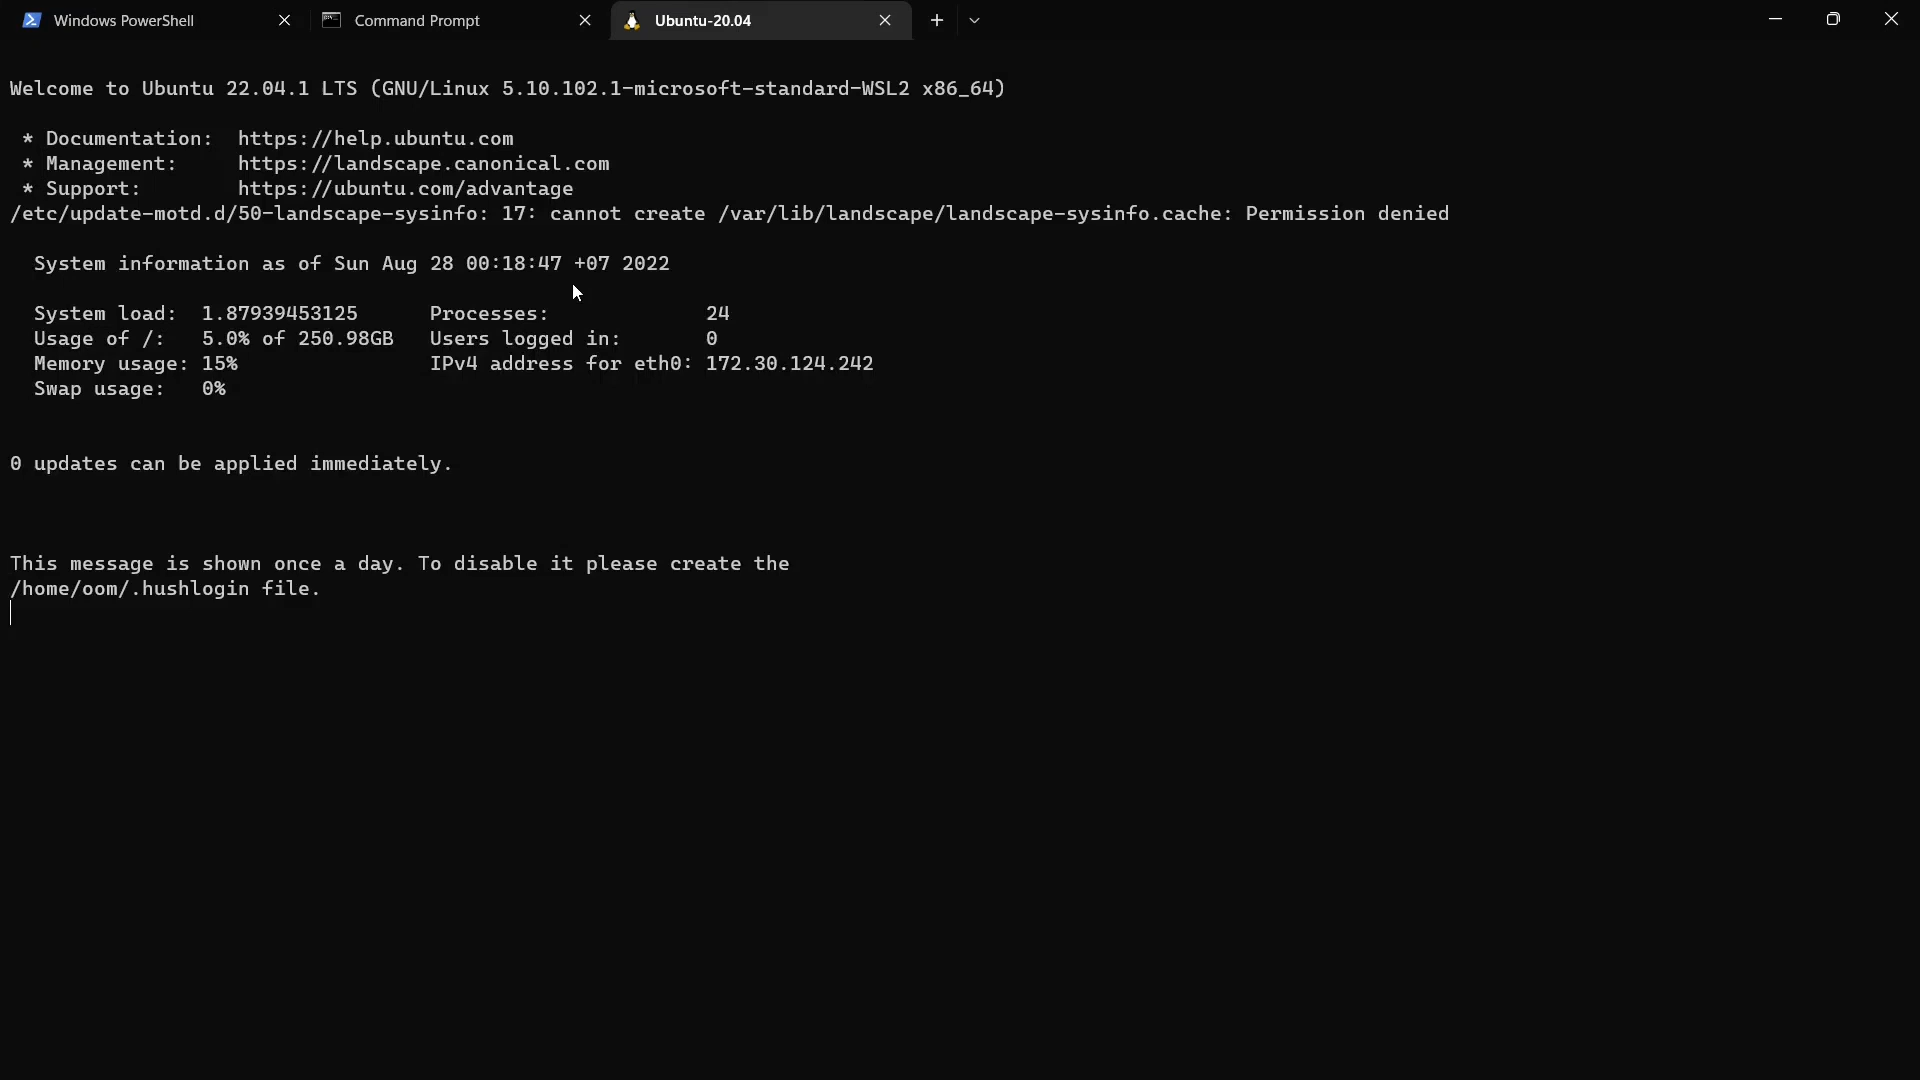 Windows PowerShell
Command Prompt
Ubuntu-20.04
Welcome to Ubuntu 22.04.1 LTS (GNU/Linux 5.10.102.1-microsoft-standard-WSL2 x86_64)
* Documentation: https://help.ubuntu.com
* Management: https://landscape.canonical.com
* Support: https://ubuntu.com/advantage
/etc/update-motd.d/50-landscape-sysinfo: 17: cannot create /var/lib/landscape/landscape-sysinfo.cache: Permission denied
System information as of Sun Aug 28 00:18:47 +07 2022
System load: 1.87939453125 Processes: 24
Usage of /: 5.0% of 250.98GB Users logged in: 0
Memory usage: 15% IPv4 address for eth0: 172.30.124.242
Swap usage: 0%
0 updates can be applied immediately.
This message is shown once a day. To disable it please create the
/home/oom/.hushlogin file.